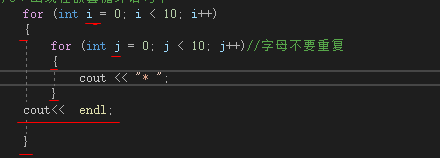 for (int i = 0; i < 10; i++)
{
for (int j = 0; j < 10; j++)//字母不要重复
{
cout << "* ";
}
cout<<  endl;
}